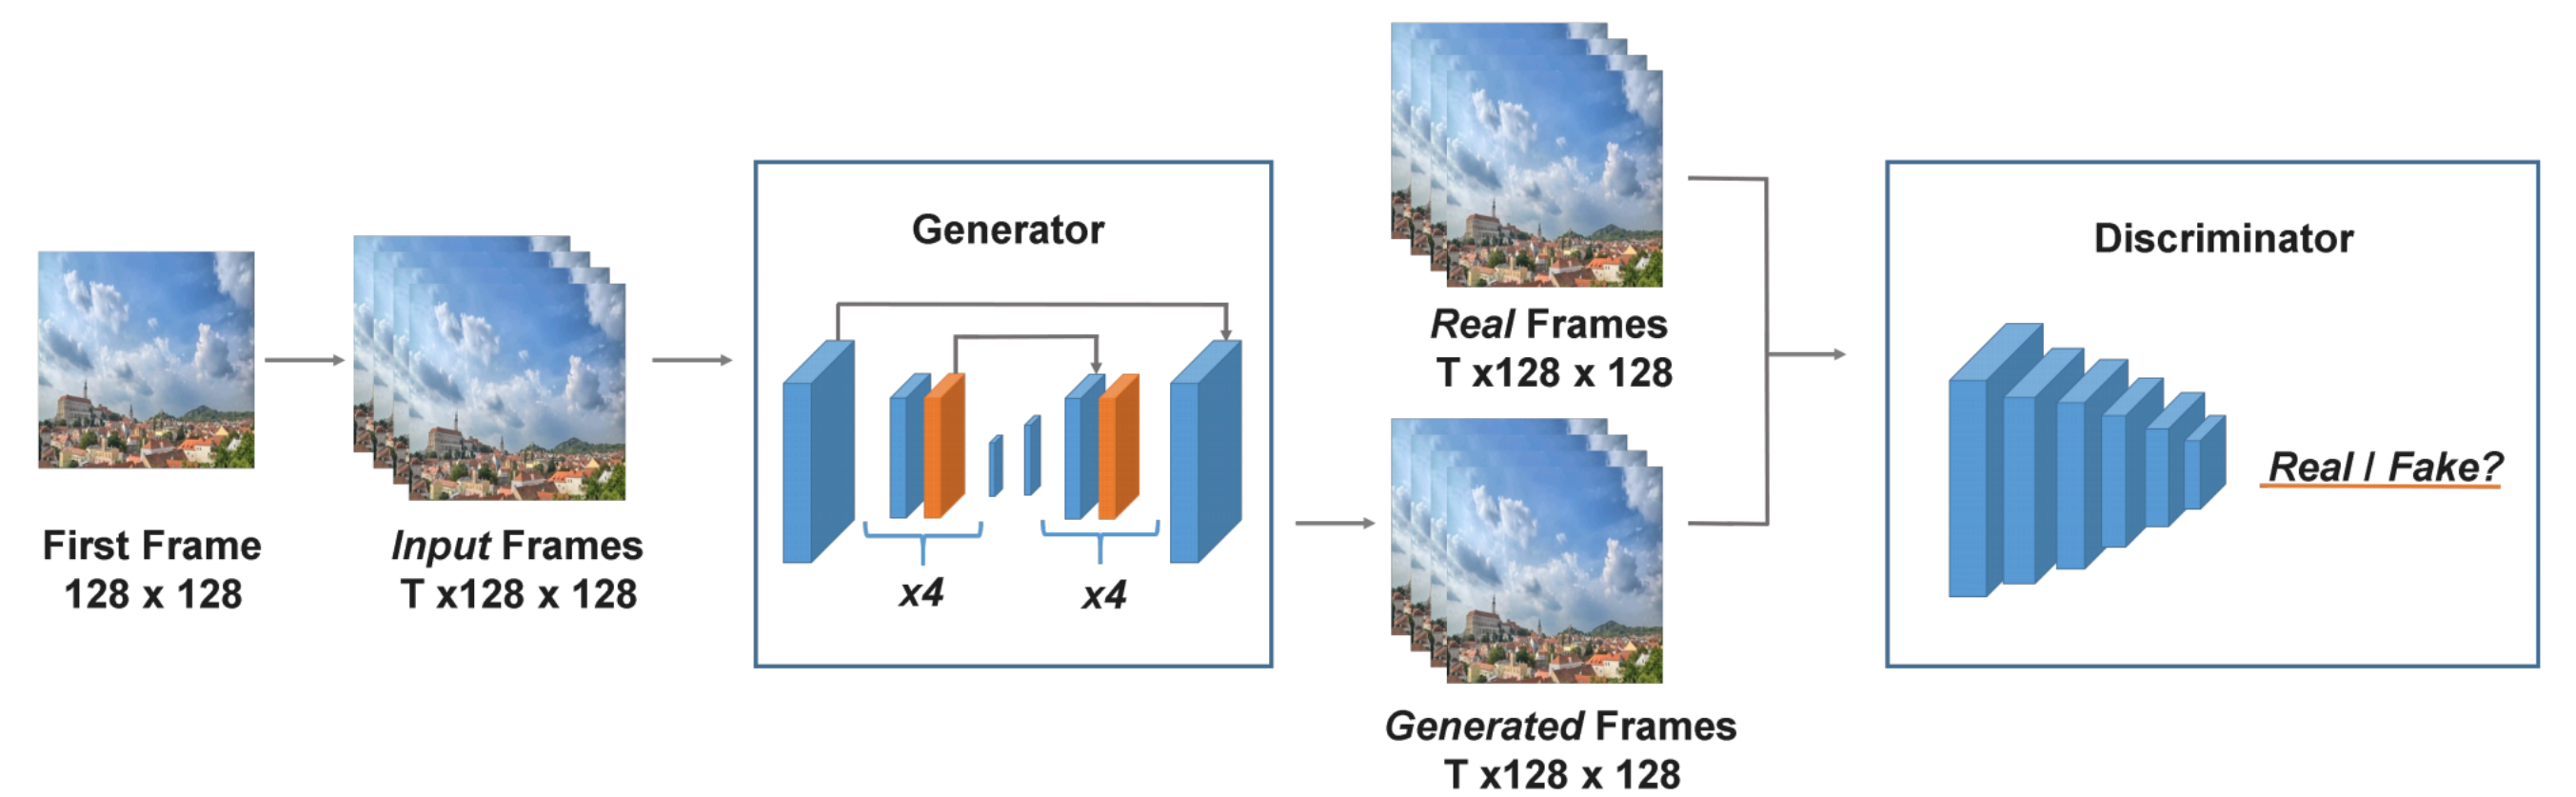 First Frame
128 x 128
Input Frames
T x128 x 128
Generator
x4
x4
Real Frames
T x128 x 128
Generated Frames
T x128 x 128
Discriminator
Real / Fake?